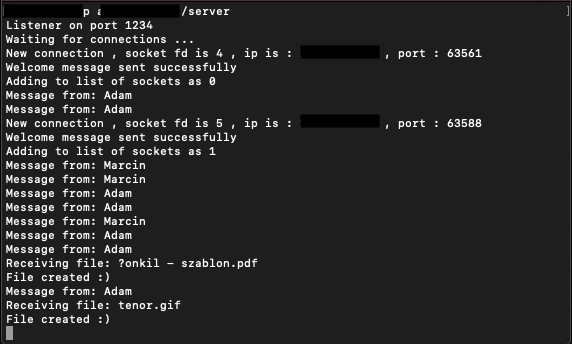 p a /server
Listener on port 1234
Waiting for connections ...
New connection , socket fd is 4 , ip is : , port : 63561
Welcome message sent successfully
Adding to list of sockets as 0
Message from: Adam
Message from: Adam
New connection , socket fd is 5 , ip is : , port : 63588
Welcome message sent successfully
Adding to list of sockets as 1
Message from: Marcin
Message from: Marcin
Message from: Adam
Message from: Adam
Message from: Marcin
Message from: Adam
Message from: Adam
Receiving file: ?onkil - szablon.pdf
File created :)
Message from: Adam
Receiving file: tenor.gif
File created :)